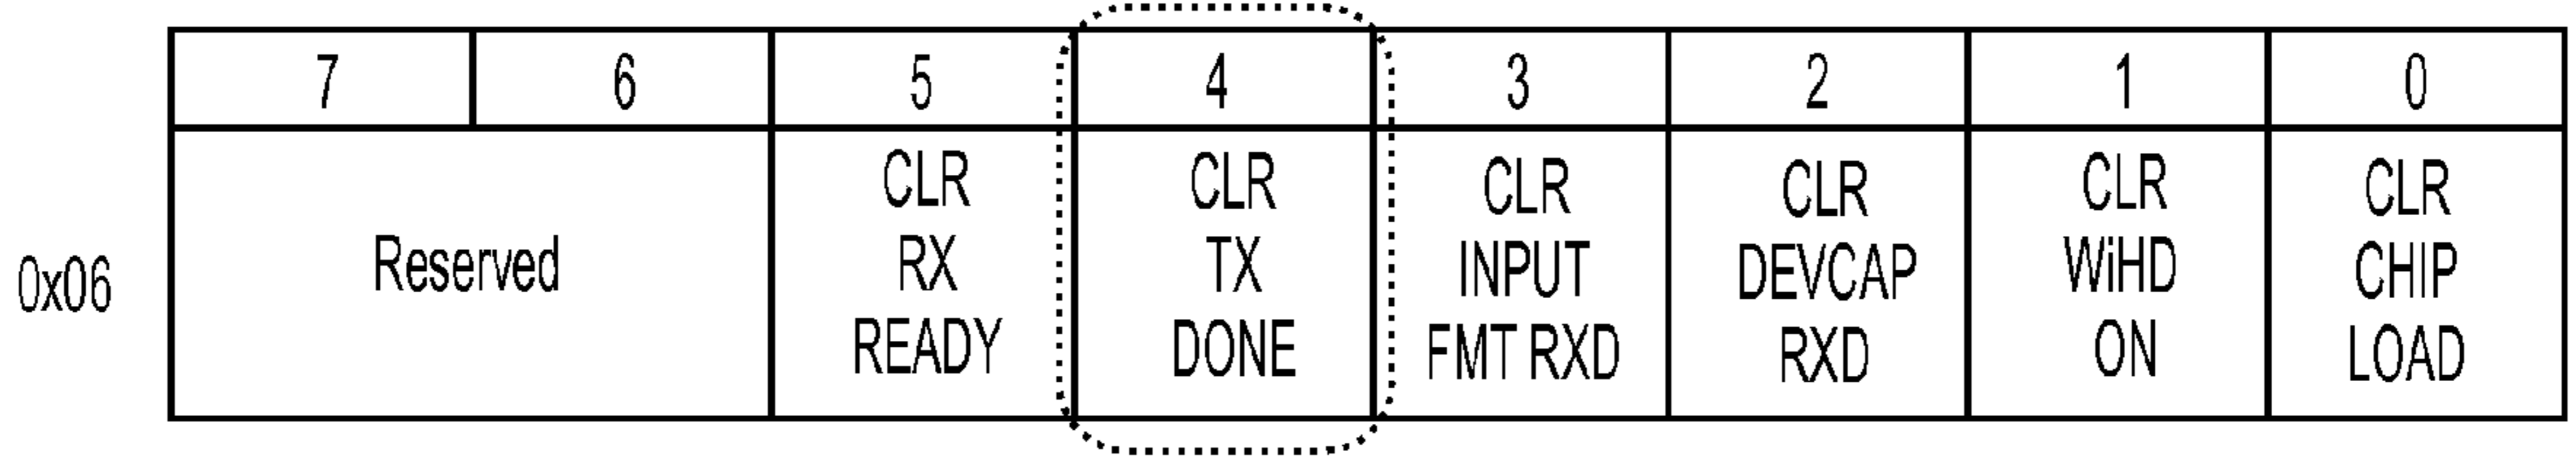 7 6 5 4 3 2 1 0
0x06
Reserved
CLR
RX
READY
CLR
TX
DONE
CLR
INPUT
FMT RXD
CLR
DEVCAP
RXD
CLR
WiHD
ON
CLR
CHIP
LOAD